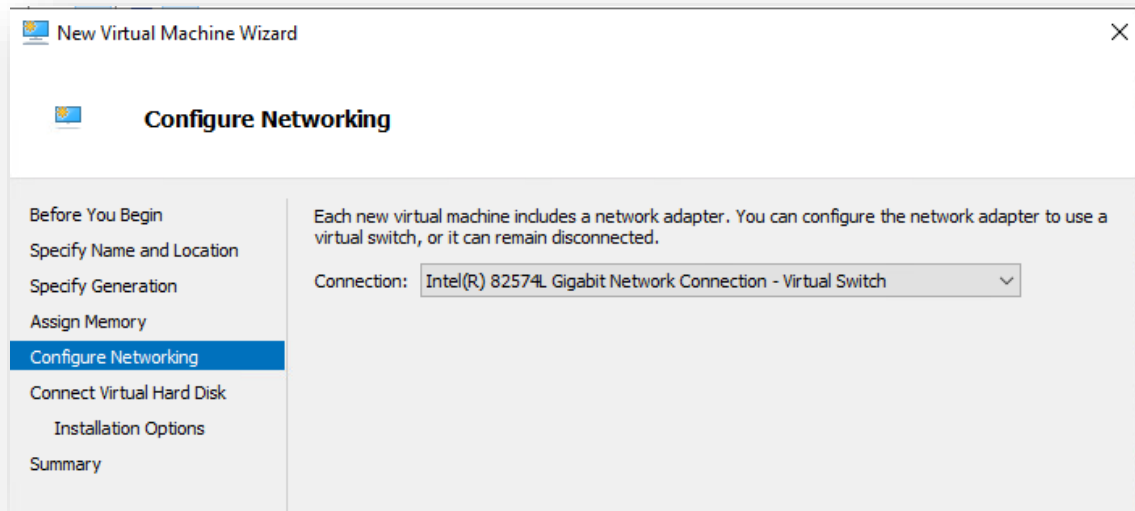 New Virtual Machine Wizard
Configure Networking
Before You Begin
Specify Name and Location
Specify Generation
Assign Memory
Configure Networking
Connect Virtual Hard Disk
Installation Options
Summary
Each new virtual machine includes a network adapter. You can configure the network adapter to use a
virtual switch, or it can remain disconnected.
Connection: Intel(R) 82574L Gigabit Network Connection - Virtual Switch